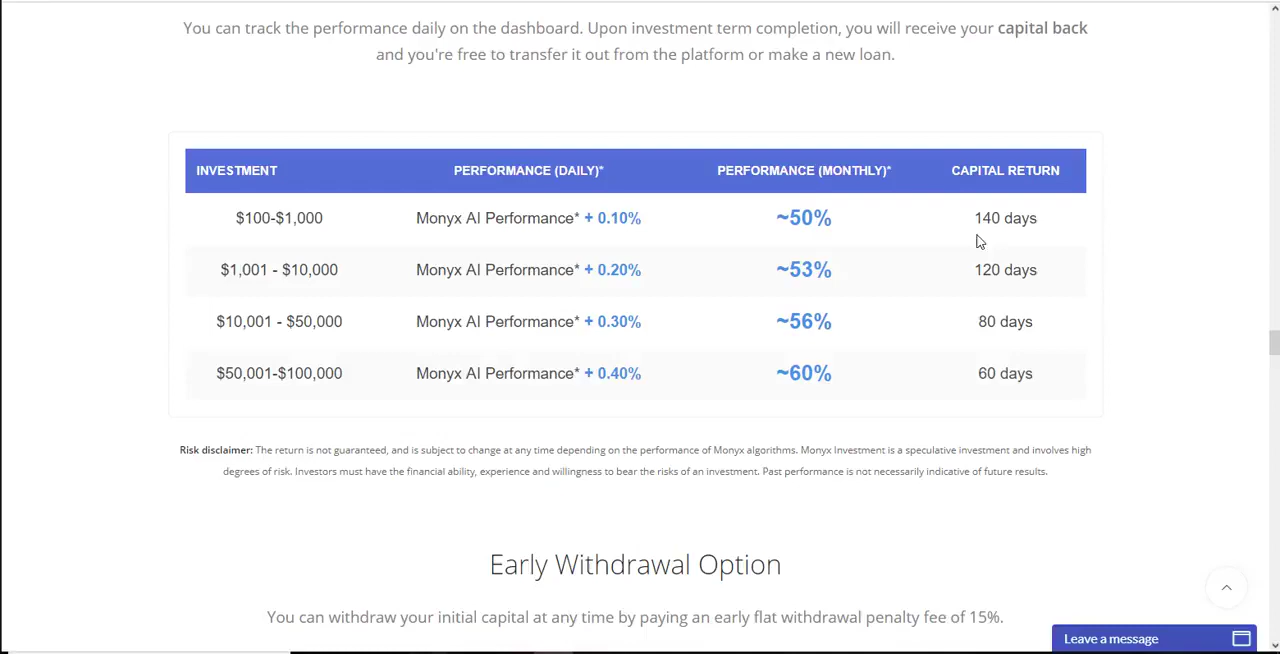 You can track the performance daily on the dashboard. Upon investment term completion, you will receive your capital back
and you're free to transfer it out from the platform or make a new loan.
INVESTMENT PERFORMANCE (DAILY)* PERFORMANCE (MONTHLY)* CAPITAL RETURN
$100-$1,000 Monyx AI Performance* + 0.10% ~50% 140 days
$1,001 - $10,000 Monyx AI Performance* + 0.20% ~53% 120 days
$10,001 - $50,000 Monyx AI Performance* + 0.30% ~56% 80 days
$50,001-$100,000 Monyx AI Performance* + 0.40% ~60% 60 days
Risk disclaimer: The return is not guaranteed, and is subject to change at any time depending on the performance of Monyx algorithms. Monyx Investment is a speculative investment and involves high
degrees of risk. Investors must have the financial ability, experience and willingness to bear the risks of an investment. Past performance is not necessarily indicative of future results.
Early Withdrawal Option
You can withdraw your initial capital at any time by paying an early flat withdrawal penalty fee of 15%.
Leave a message